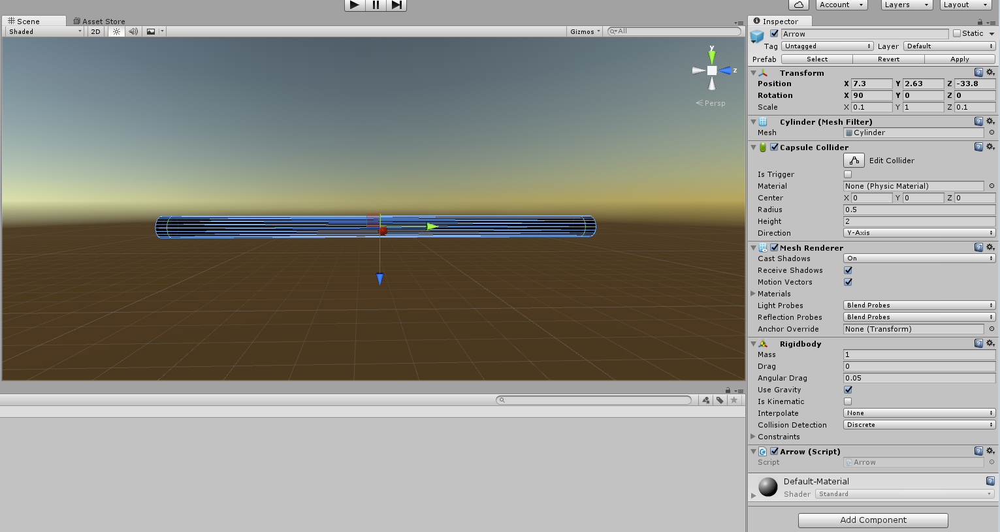 Account
Layers
Layout
Scene
Asset Store
Shaded
2D
Gizmos
All
y
z
Persp
Inspector
Arrow
Static
Tag
Untagged
Layer
Default
Prefab
Select
Revert
Apply
Transform
Position
X 7.3 Y 2.63 Z -33.8
Rotation
X 90 Y 0 Z 0
Scale
X 0.1 Y 1 Z 0.1
Cylinder (Mesh Filter)
Mesh
Cylinder
Capsule Collider
Edit Collider
Is Trigger
Material
None (Physic Material)
Center
X 0 Y 0 Z 0
Radius
0.5
Height
2
Direction
Y-Axis
Mesh Renderer
Cast Shadows
On
Receive Shadows
Motion Vectors
Materials
Light Probes
Blend Probes
Reflection Probes
Blend Probes
Anchor Override
None (Transform)
Rigidbody
Mass
1
Drag
0
Angular Drag
0.05
Use Gravity
Is Kinematic
Interpolate
None
Collision Detection
Discrete
Constraints
Arrow (Script)
Script
Arrow
Default-Material
Shader
Standard
Add Component